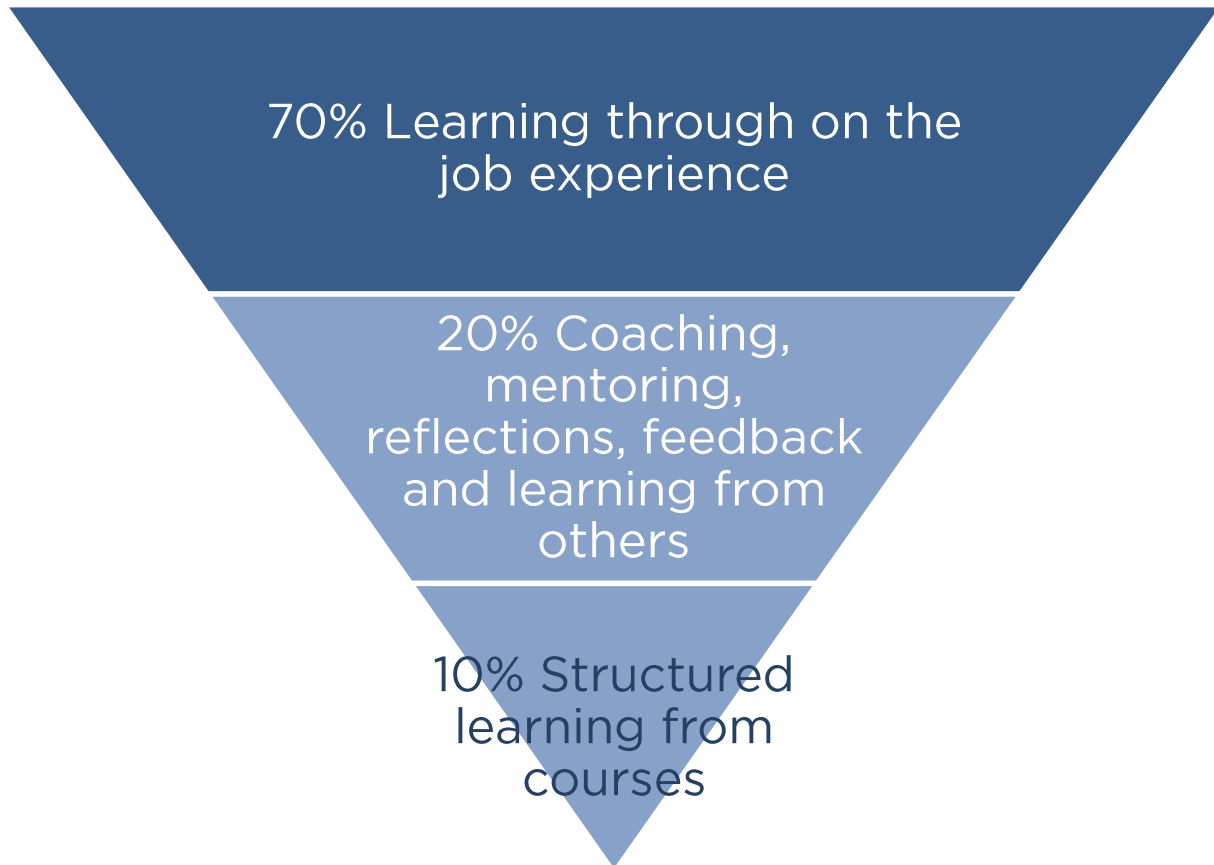 70% Learning through on the
job experience
20% Coaching,
mentoring,
reflections, feedback
and learning from
others
10% Structured
learning from
courses